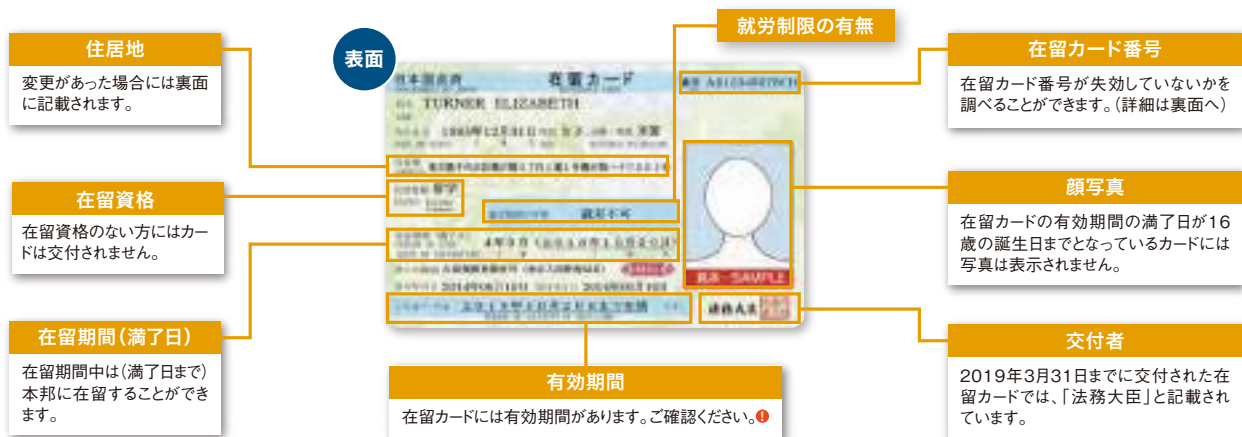 住居地
変更があった場合には裏面
に記載されます。
在留資格
在留資格のない方にはカー
ドは交付されません。
在留期間(満了日)
在留期間中は(満了日まで)
本邦に在留することができ
ます。
表面
就労制限の有無
在留カード
TURNER ELIZABETH
留学
就労不可
見本・SAMPLE
法務大臣
有効期間
在留カードには有効期間があります。ご確認ください。
在留カード番号
在留カード番号が失効していないかを
調べることができます。(詳細は裏面へ)
顔写真
在留カードの有効期間の満了日が16
歳の誕生日までとなっているカードには
写真は表示されません。
交付者
2019年3月31日までに交付された在
留カードでは、「法務大臣」と記載され
ています。